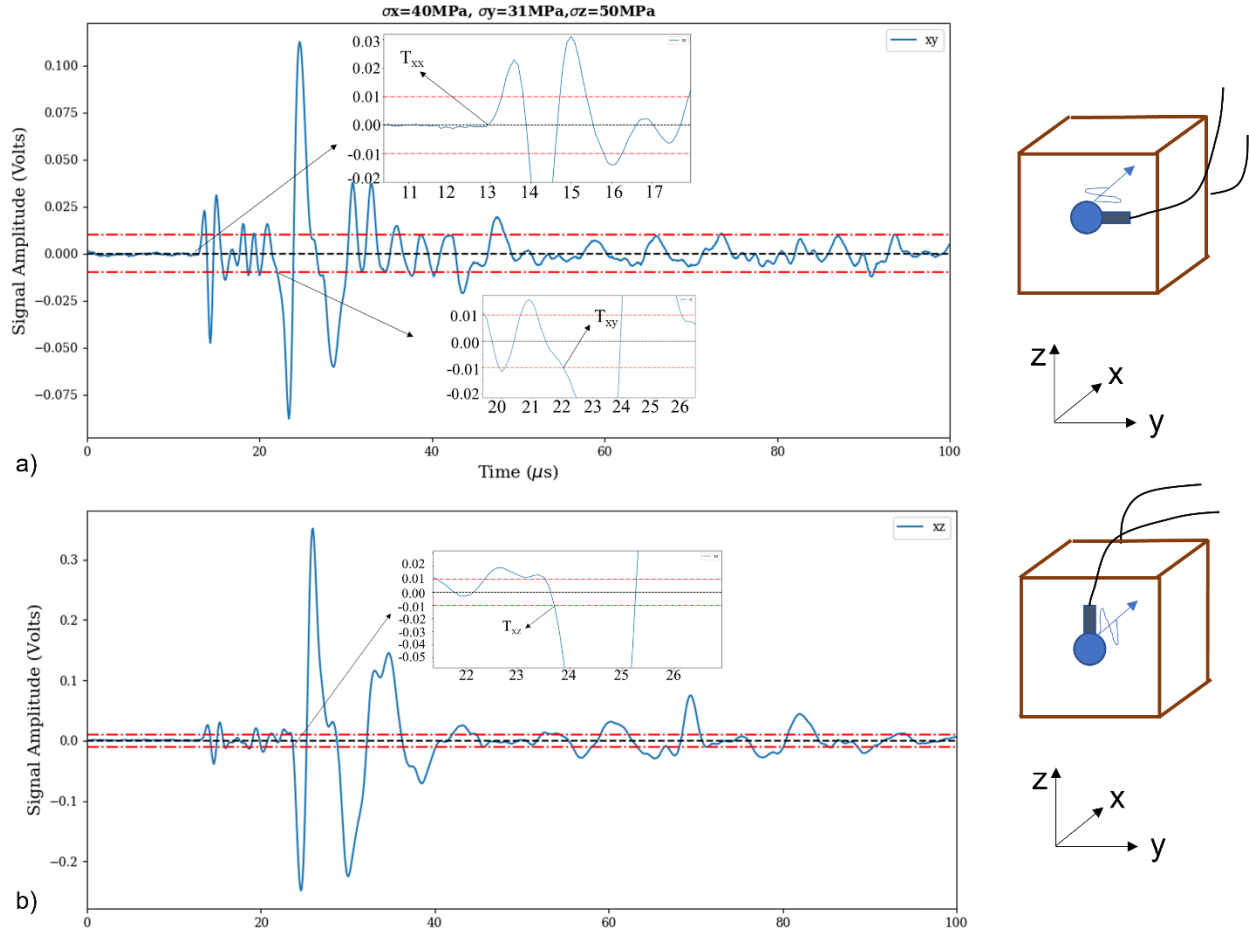 σx=40MPa, σy=31MPa,σz=50MPa
xy
Signal Amplitude (Volts)
0.100
0.075
0.050
0.025
0.000
−0.025
−0.050
−0.075
0.03
0.02
0.01
0.00
-0.01
-0.02
Txx
11 12 13 14 15 16 17
0.01
0.00
-0.01
-0.02
Txy
20 21 22 23 24 25 26
0 20 40 60 80 100
Time (μs)
a)
z
x
y
xz
Signal Amplitude (Volts)
0.3
0.2
0.1
0.0
−0.1
−0.2
0.02
0.01
0.00
-0.01
-0.02
-0.03
-0.04
-0.05
Txz
22 23 24 25 26
0 20 40 60 80 100
b)
z
x
y